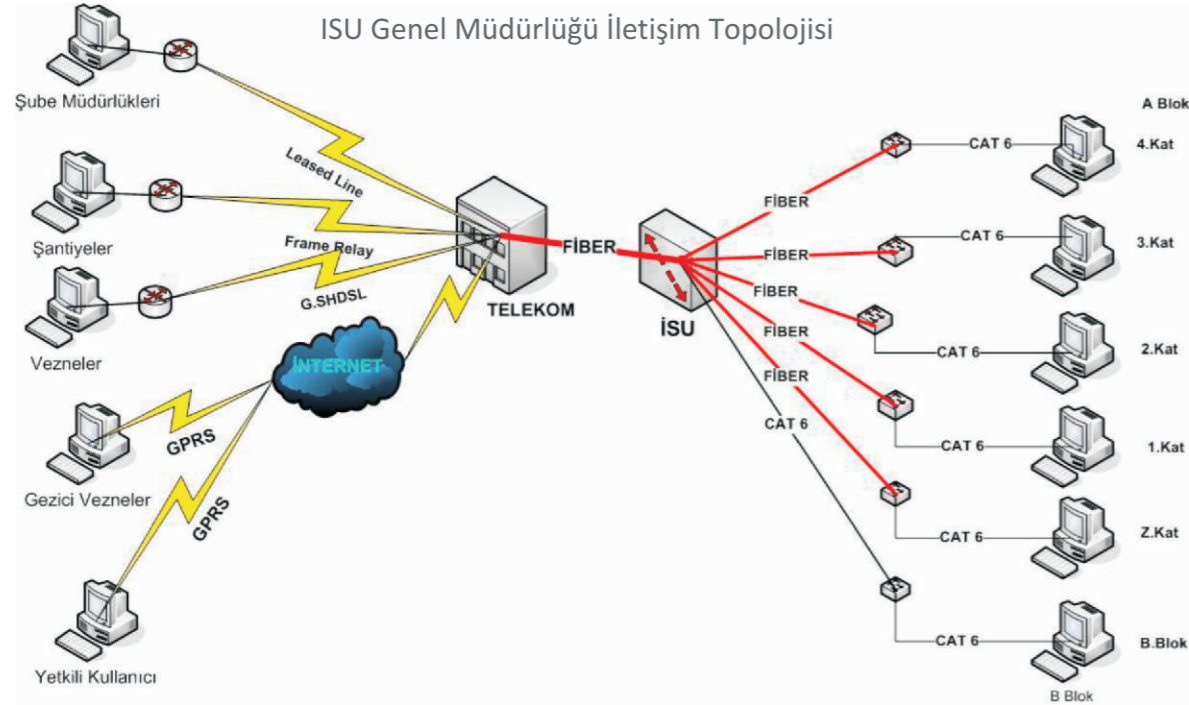 ISU Genel Müdürlüğü İletişim Topolojisi
Şube Müdürlükleri
Leased Line
Şantiyeler
Frame Relay
G.SHDSL
Vezneler
TELEKOM
İNTERNET
GPRS
Gezici Vezneler
GPRS
Yetkili Kullanıcı
FİBER
İSU
A Blok
FİBER
CAT 6
4.Kat
FİBER
CAT 6
3.Kat
FİBER
CAT 6
2.Kat
FİBER
CAT 6
1.Kat
FİBER
CAT 6
Z.Kat
CAT 6
CAT 6
B.Blok
B Blok